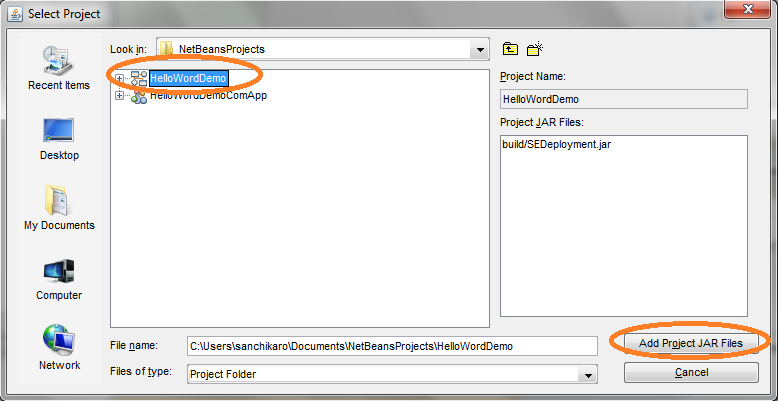 Select Project
Look in: NetBeansProjects
Recent Items
Desktop
My Documents
Computer
Network
HelloWordDemo
HelloWordDemoComApp
Project Name:
HelloWordDemo
Project JAR Files:
build/SEDeployment.jar
File name: C:\Users\sanchikaro\Documents\NetBeansProjects\HelloWordDemo
Files of type: Project Folder
Add Project JAR Files
Cancel